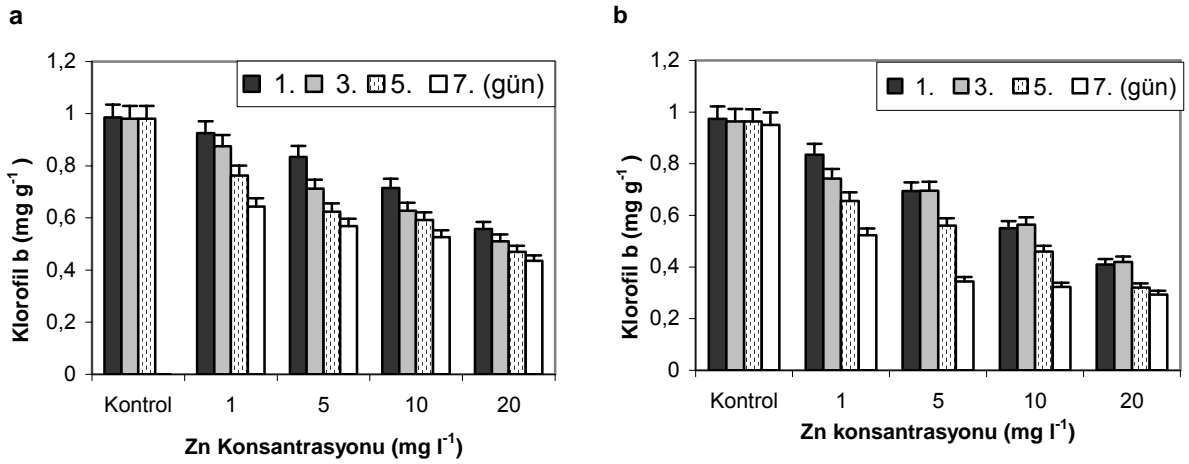 a
1,2
1
0,8
0,6
0,4
0,2
0
Klorofil b (mg g⁻¹ )
1. 3. 5. 7. (gün)
Kontrol 1 5 10 20
Zn Konsantrasyonu (mg l⁻¹)
b
1,2
1
0,8
0,6
0,4
0,2
0
Klorofil b (mg g⁻¹ )
1. 3. 5. 7. (gün)
Kontrol 1 5 10 20
Zn konsantrasyonu (mg l⁻¹)